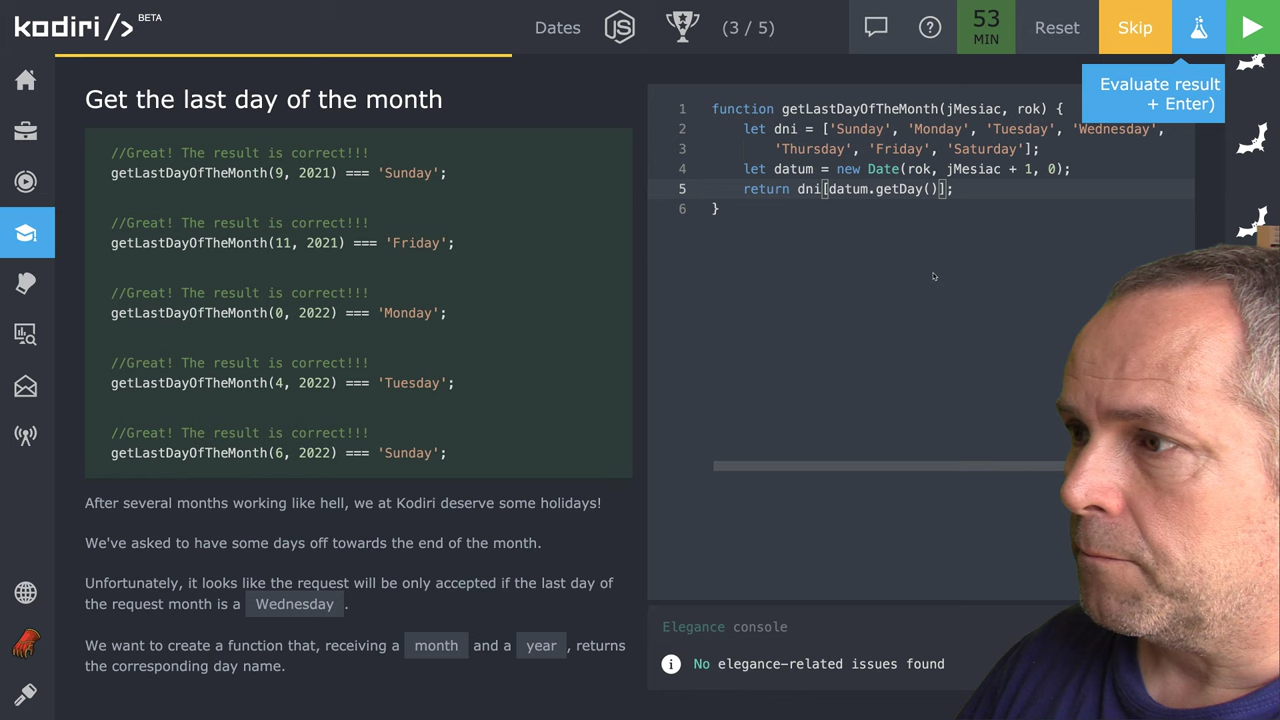 kodiri/> BETA
Dates
JS
(3 / 5)
53 MIN
Reset
Skip
Evaluate result
+ Enter)
Get the last day of the month
//Great! The result is correct!!!
getLastDayOfTheMonth(9, 2021) === 'Sunday';
//Great! The result is correct!!!
getLastDayOfTheMonth(11, 2021) === 'Friday';
//Great! The result is correct!!!
getLastDayOfTheMonth(0, 2022) === 'Monday';
//Great! The result is correct!!!
getLastDayOfTheMonth(4, 2022) === 'Tuesday';
//Great! The result is correct!!!
getLastDayOfTheMonth(6, 2022) === 'Sunday';
After several months working like hell, we at Kodiri deserve some holidays!
We've asked to have some days off towards the end of the month.
Unfortunately, it looks like the request will be only accepted if the last day of
the request month is a Wednesday .
We want to create a function that, receiving a month and a year , returns
the corresponding day name.
1 function getLastDayOfTheMonth(jMesiac, rok) {
2 let dni = ['Sunday', 'Monday', 'Tuesday', 'Wednesday',
3 'Thursday', 'Friday', 'Saturday'];
4 let datum = new Date(rok, jMesiac + 1, 0);
5 return dni[datum.getDay()];
6 }
Elegance console
No elegance-related issues found